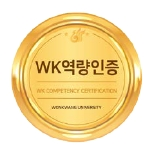 WK역량인증
WK COMPETENCY CERTIFICATION
WONKWANG UNIVERSITY